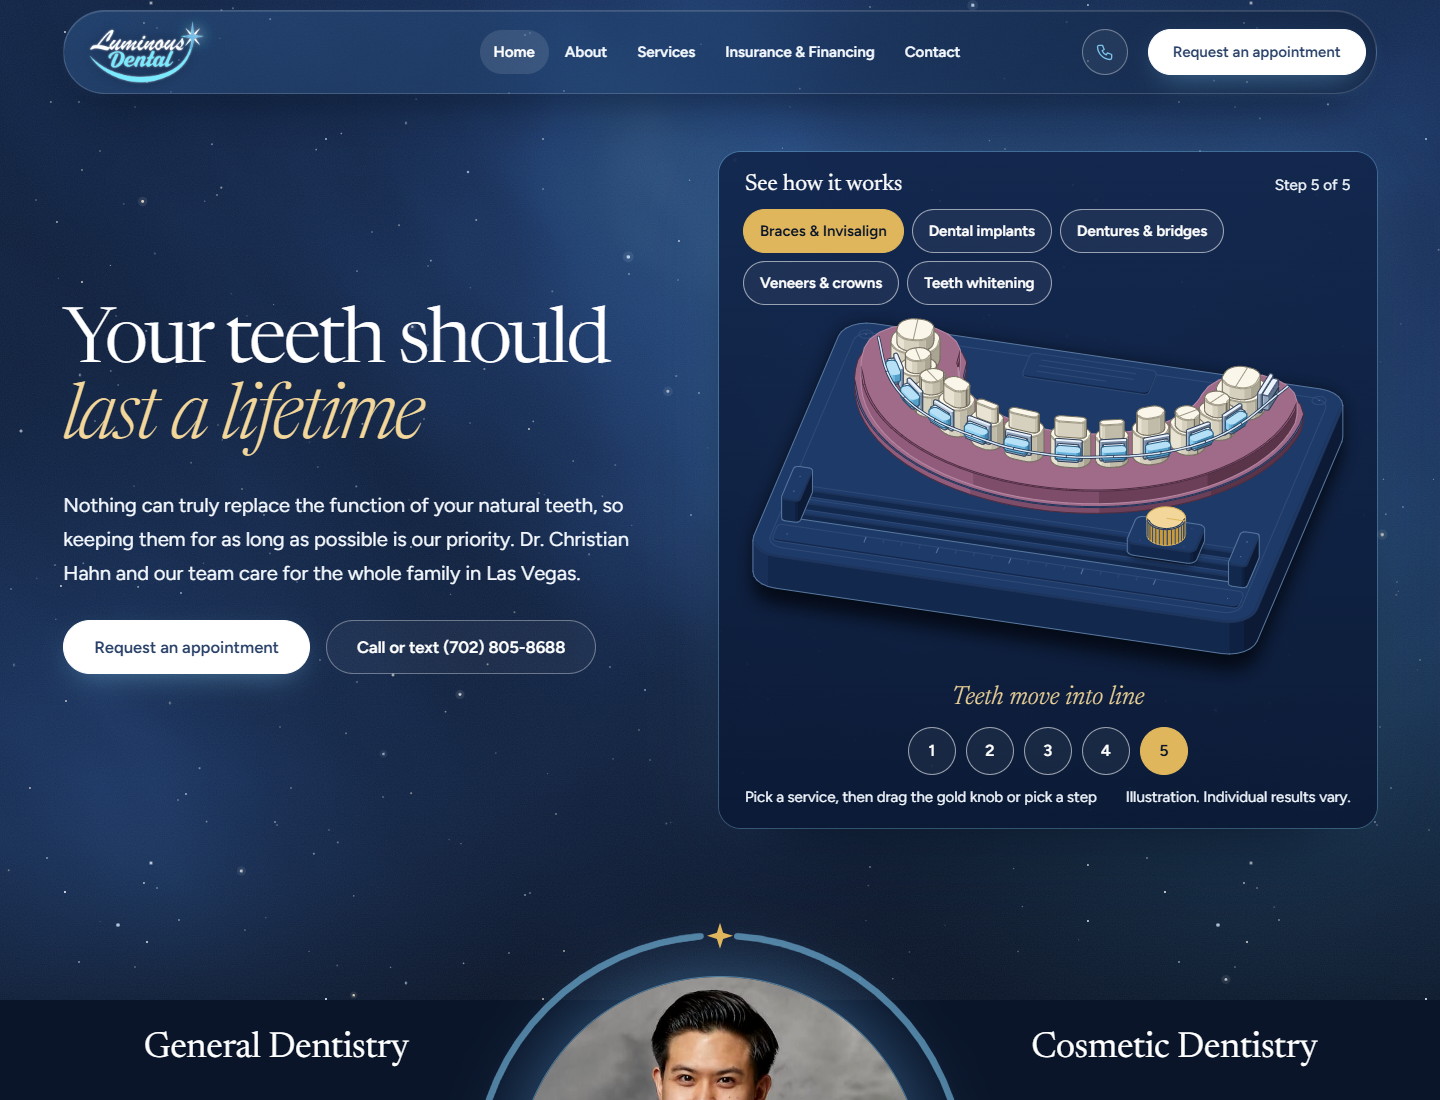 Luminous
Dental
Home
About
Services
Insurance & Financing
Contact
Request an appointment
Your teeth should
last a lifetime
Nothing can truly replace the function of your natural teeth, so
keeping them for as long as possible is our priority. Dr. Christian
Hahn and our team care for the whole family in Las Vegas.
Request an appointment
Call or text (702) 805-8688
See how it works
Step 5 of 5
Braces & Invisalign
Dental implants
Dentures & bridges
Veneers & crowns
Teeth whitening
Teeth move into line
1
2
3
4
5
Pick a service, then drag the gold knob or pick a step
Illustration. Individual results vary.
General Dentistry
Cosmetic Dentistry